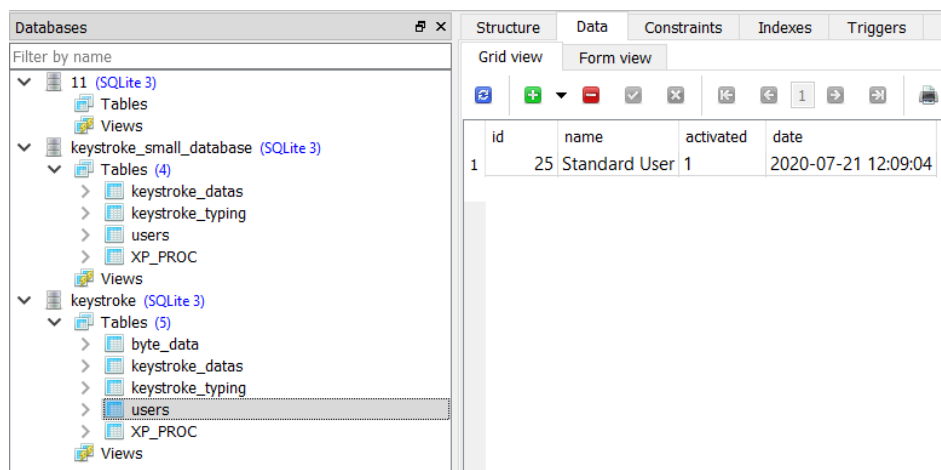 Databases
Filter by name
11 (SQLite 3)
Tables
Views
keystroke_small_database (SQLite 3)
Tables (4)
keystroke_datas
keystroke_typing
users
XP_PROC
Views
keystroke (SQLite 3)
Tables (5)
byte_data
keystroke_datas
keystroke_typing
users
XP_PROC
Views
Structure Data Constraints Indexes Triggers
Grid view Form view
1
id name activated date
1 25 Standard User 1 2020-07-21 12:09:04